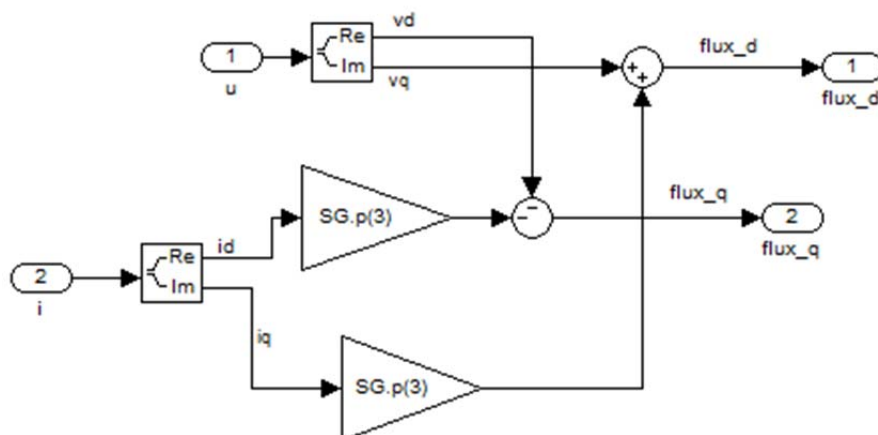 vd
Re
1
Im
u
vq
flux_d
1
flux_d
+
+
SG.p(3)
−
−
flux_q
2
flux_q
id
Re
2
Im
i
iq
SG.p(3)